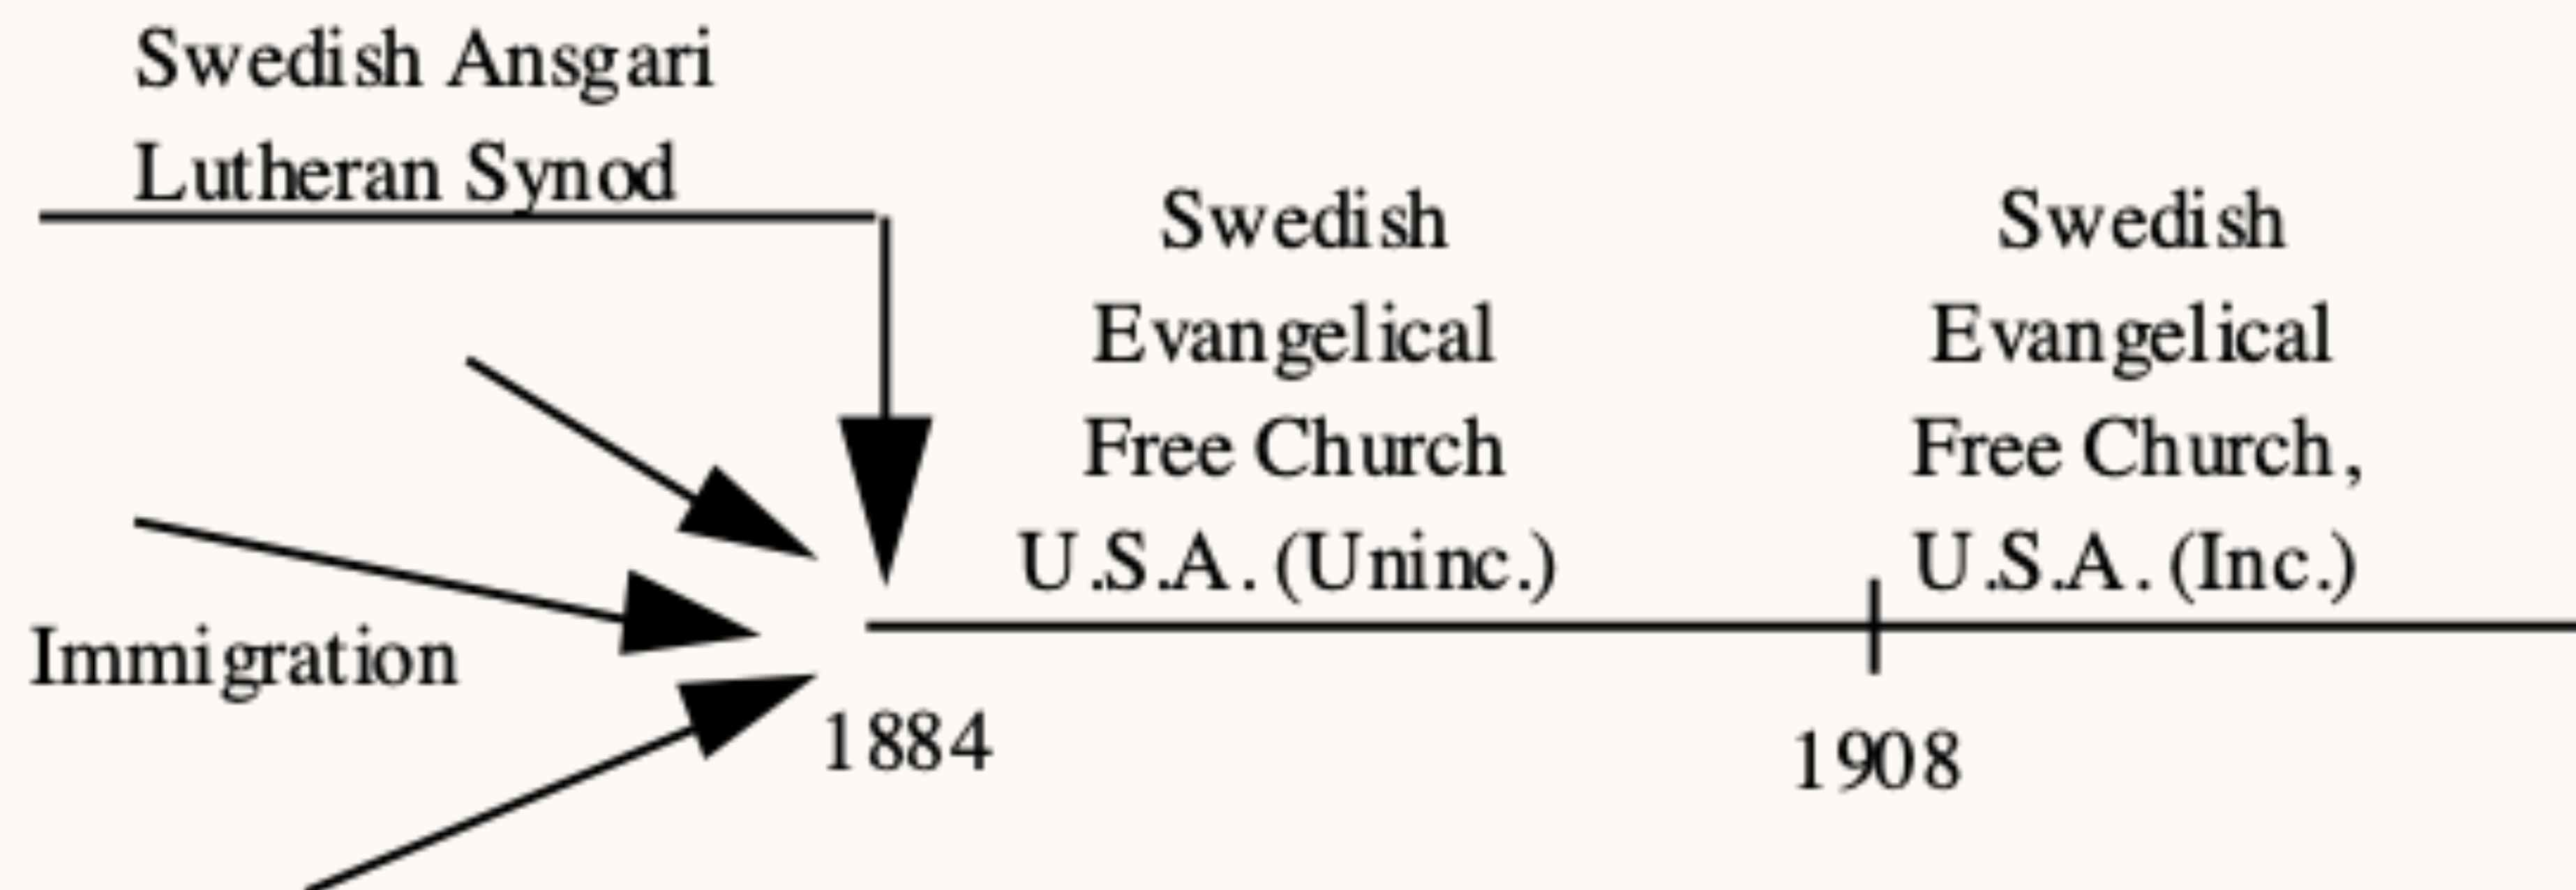 Swedish Ansgari
Lutheran Synod
Swedish
Evangelical
Free Church
U.S.A. (Uninc.)
Swedish
Evangelical
Free Church,
U.S.A. (Inc.)
Immigration
1884
1908